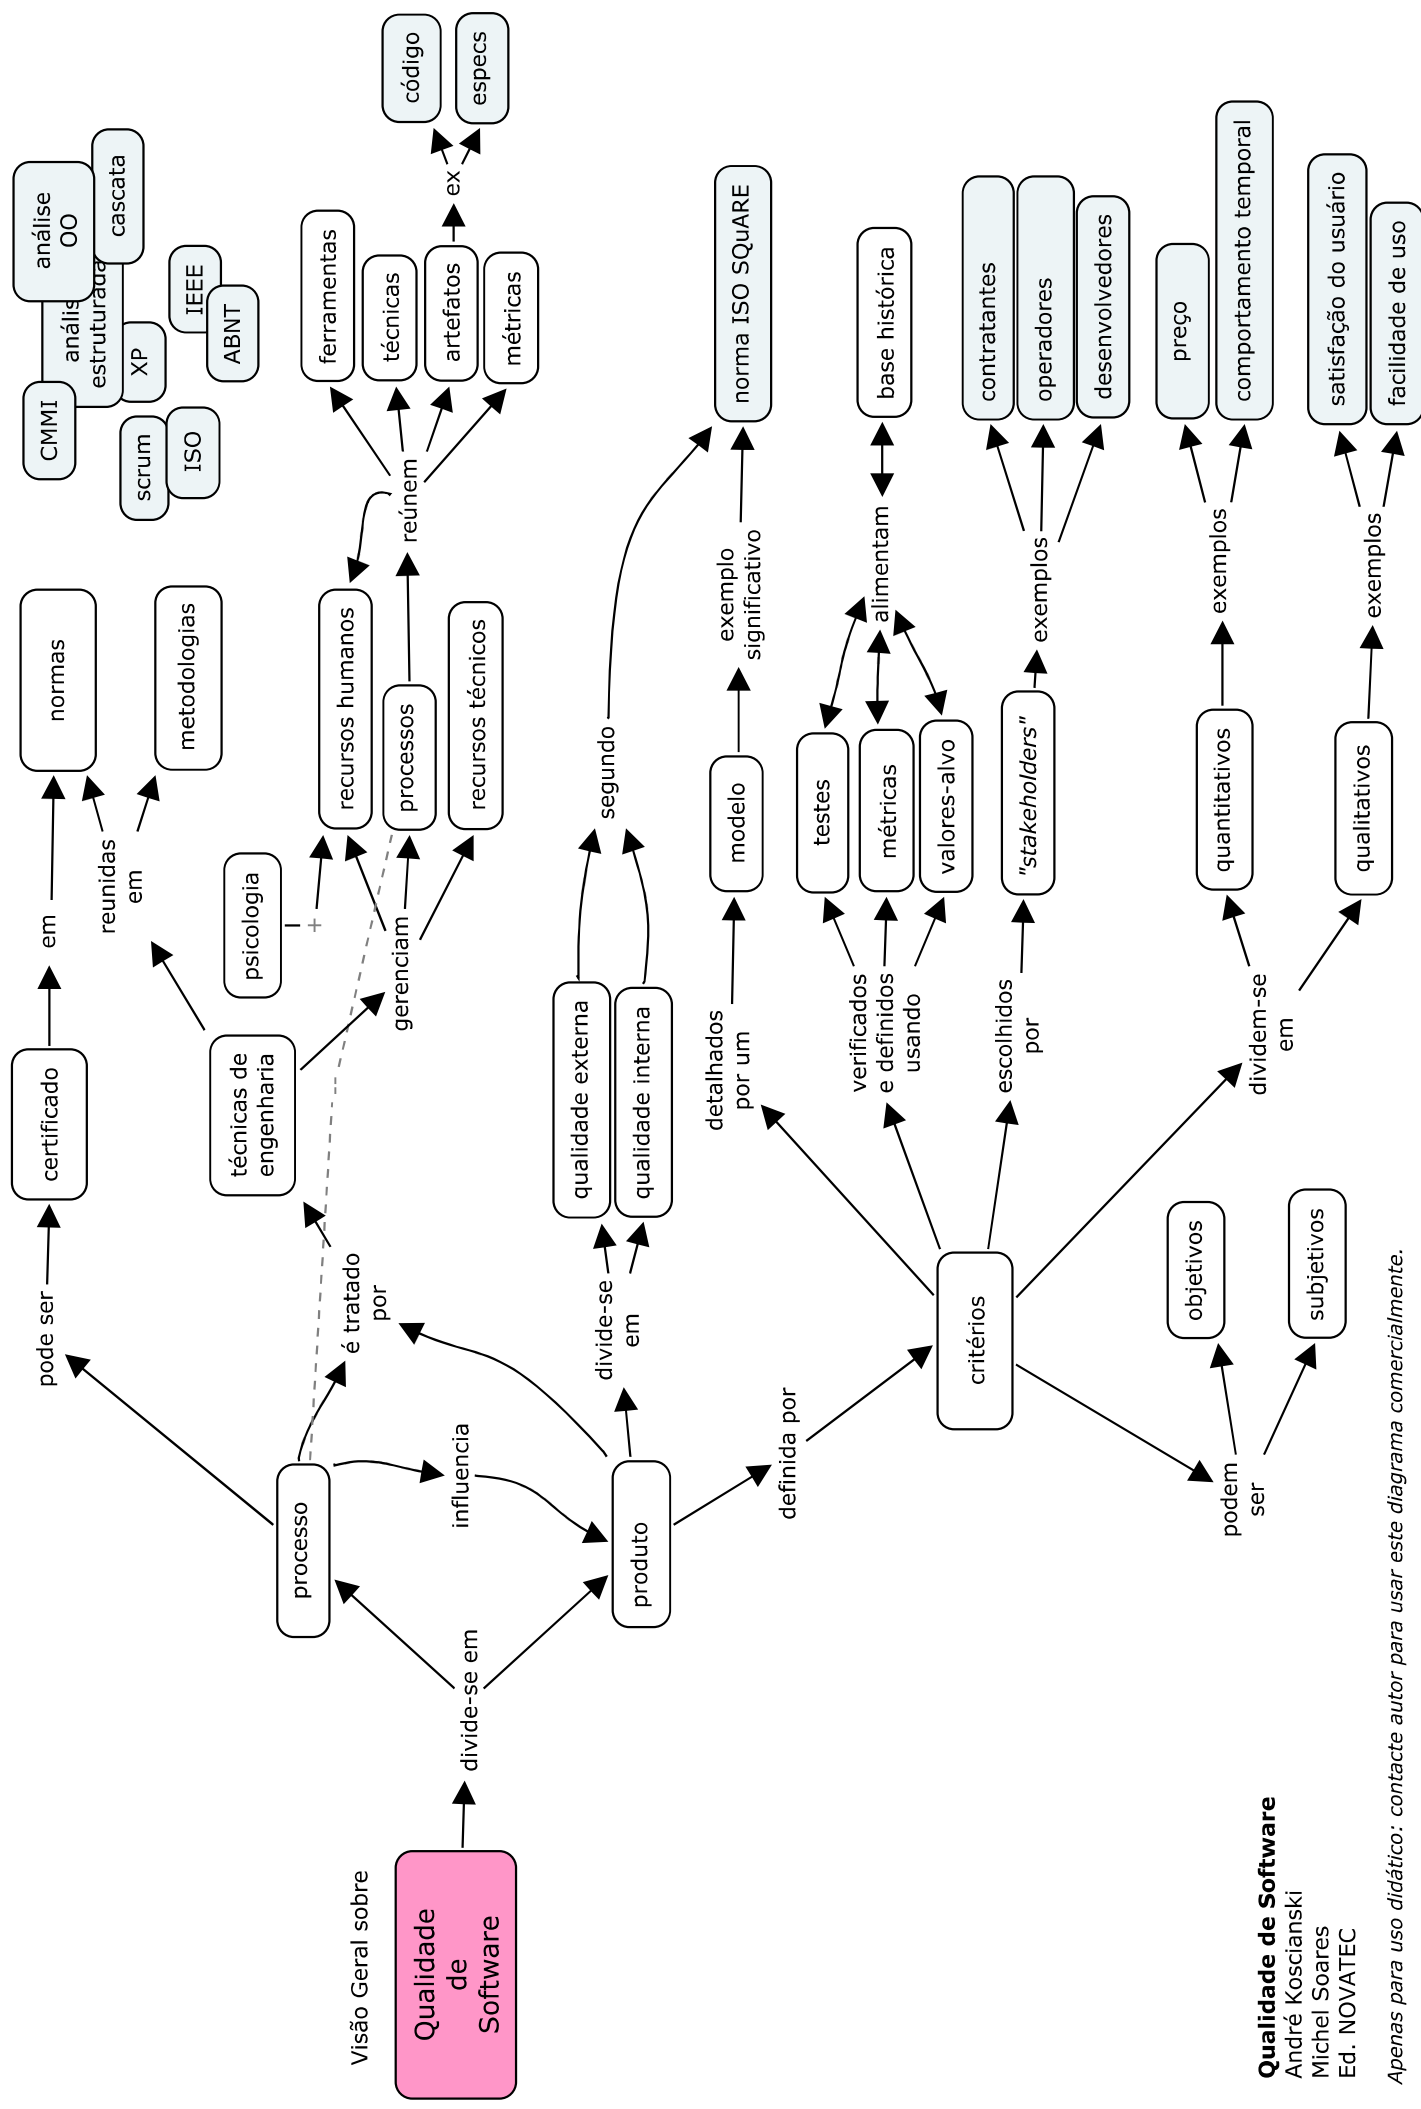 Visão Geral sobre
Qualidade
de
Software
divide-se em
processo
influencia
produto
pode ser
certificado
em
normas
é tratado
por
técnicas de
engenharia
reunidas
em
metodologias
psicologia
+
gerenciam
recursos humanos
processos
recursos técnicos
reúnem
ferramentas
técnicas
artefatos
métricas
ex
código
especs
CMMI
análise
OO
estruturada
cascata
XP
scrum
ISO
IEEE
ABNT
divide-se
em
qualidade externa
qualidade interna
segundo
norma ISO SQuARE
definida por
critérios
detalhados
por um
modelo
exemplo
significativo
verificados
e definidos
usando
testes
métricas
valores-alvo
alimentam
base histórica
escolhidos
por
"stakeholders"
exemplos
contratantes
operadores
desenvolvedores
dividem-se
em
quantitativos
exemplos
preço
comportamento temporal
qualitativos
exemplos
satisfação do usuário
facilidade de uso
podem
ser
objetivos
subjetivos
Qualidade de Software
André Koscianski
Michel Soares
Ed. NOVATEC
Apenas para uso didático: contacte autor para usar este diagrama comercialmente.